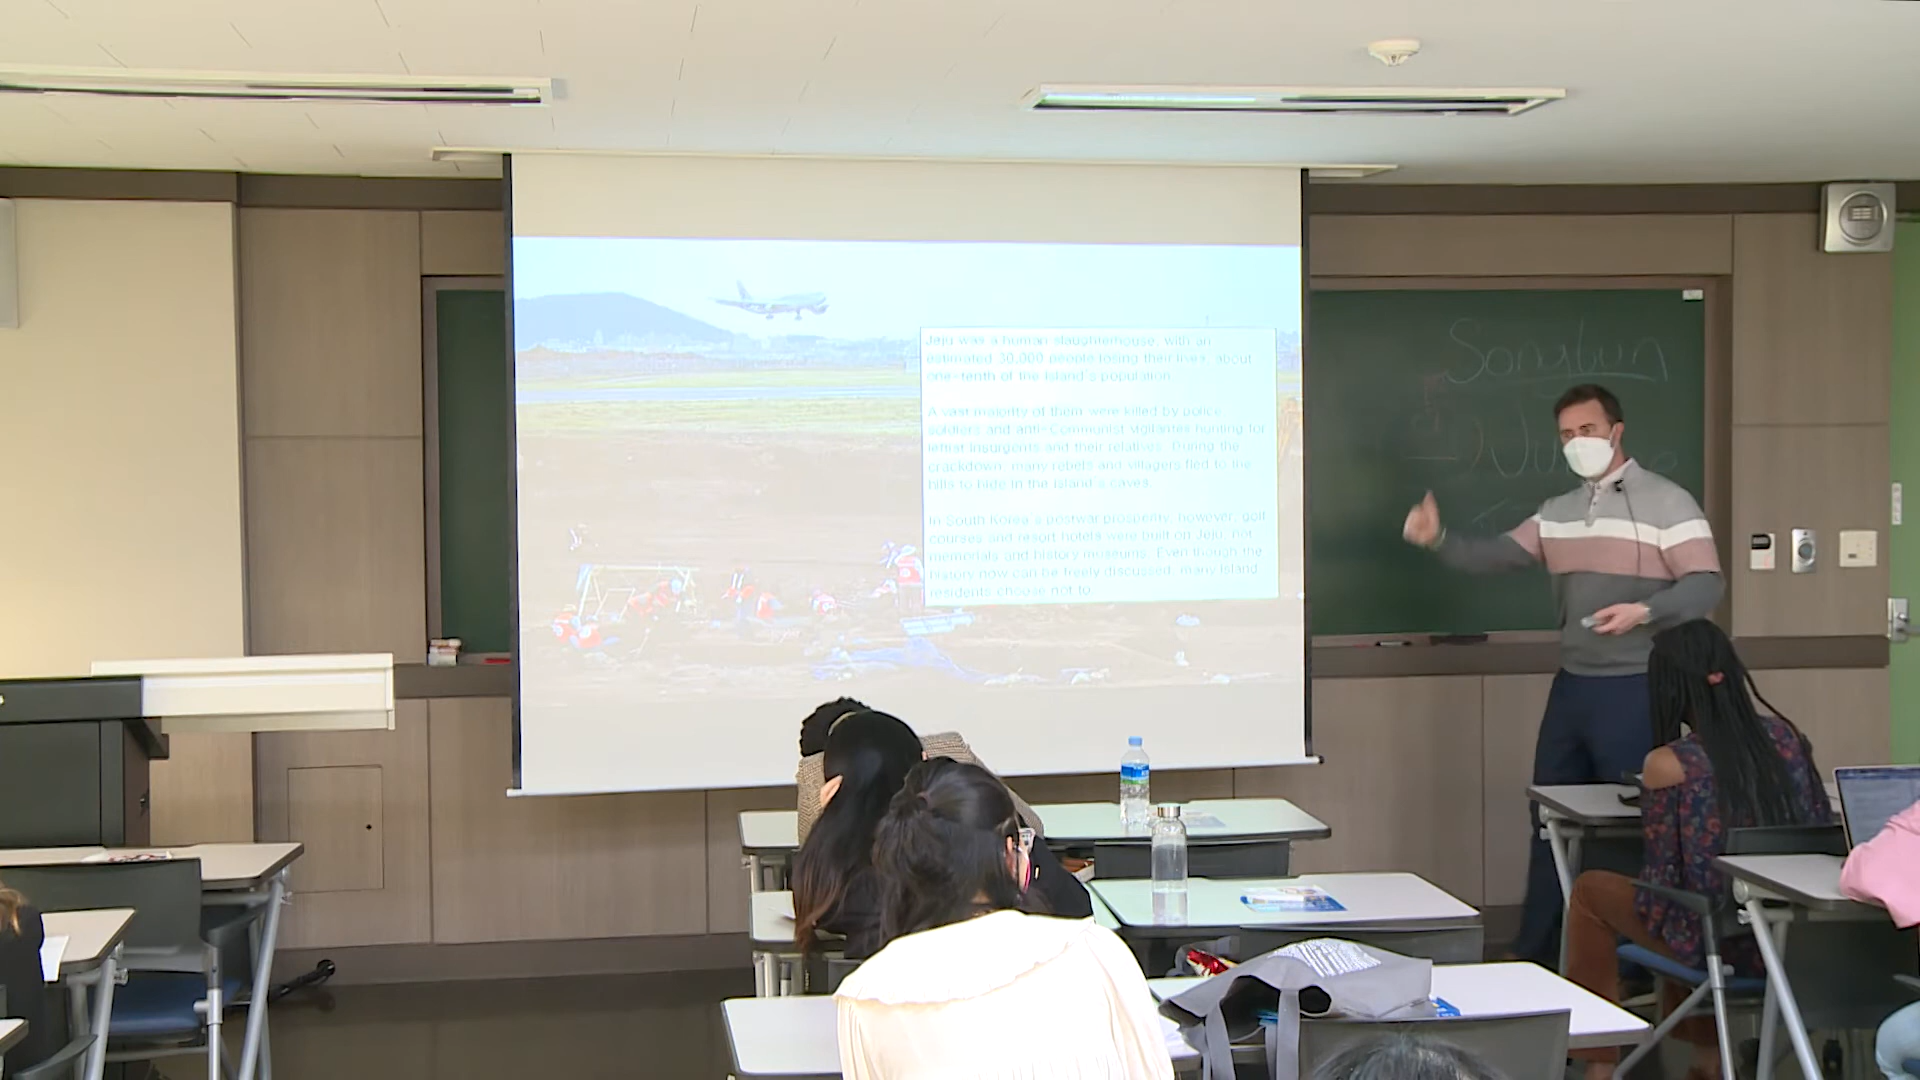 Jeju was a human slaughterhouse, with an
estimated 30,000 people losing their lives, about
one-tenth of the island's population.
A vast majority of them were killed by police,
soldiers and anti-Communist vigilantes hunting for
leftist insurgents and their relatives. During the
crackdown, many rebels and villagers fled to the
hills to hide in the island's caves.
In South Korea's postwar prosperity, however, golf
courses and resort hotels were built on Jeju, not
memorials and history museums. Even though the
history now can be freely discussed, many island
residents choose not to.
Songbun